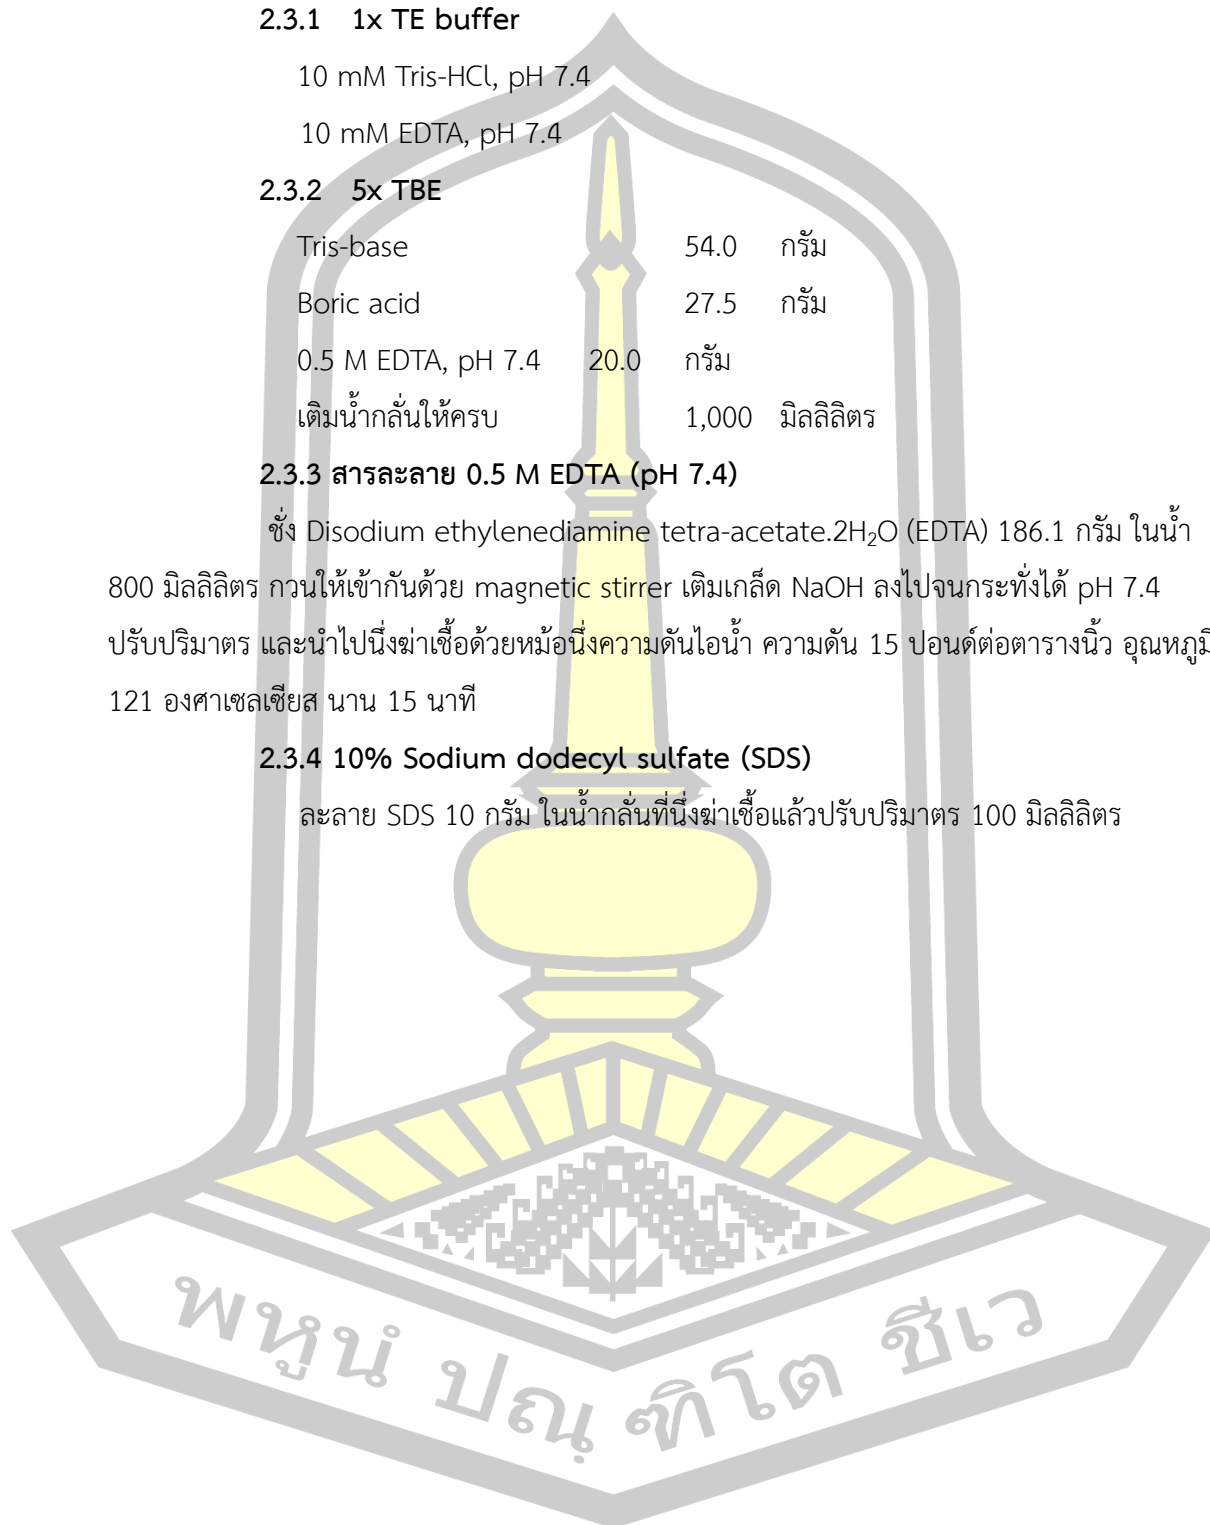 2.3.1 1x TE buffer
10 mM Tris-HCl, pH 7.4
10 mM EDTA, pH 7.4
2.3.2 5x TBE
Tris-base 54.0 กรัม
Boric acid 27.5 กรัม
0.5 M EDTA, pH 7.4 20.0 กรัม
เติมน้ำกลั่นให้ครบ 1,000 มิลลิลิตร
2.3.3 สารละลาย 0.5 M EDTA (pH 7.4)
ชั่ง Disodium ethylenediamine tetra-acetate.2H₂O (EDTA) 186.1 กรัม ในน้ำ
800 มิลลิลิตร กวนให้เข้ากันด้วย magnetic stirrer เติมเกล็ด NaOH ลงไปจนกระทั่งได้ pH 7.4
ปรับปริมาตร และนำไปนึ่งฆ่าเชื้อด้วยหม้อนึ่งความดันไอน้ำ ความดัน 15 ปอนด์ต่อตารางนิ้ว อุณหภูมิ
121 องศาเซลเซียส นาน 15 นาที
2.3.4 10% Sodium dodecyl sulfate (SDS)
ละลาย SDS 10 กรัม ในน้ำกลั่นที่นึ่งฆ่าเชื้อแล้วปรับปริมาตร 100 มิลลิลิตร
พหูนํ ปณฺฑิโต ชีเว